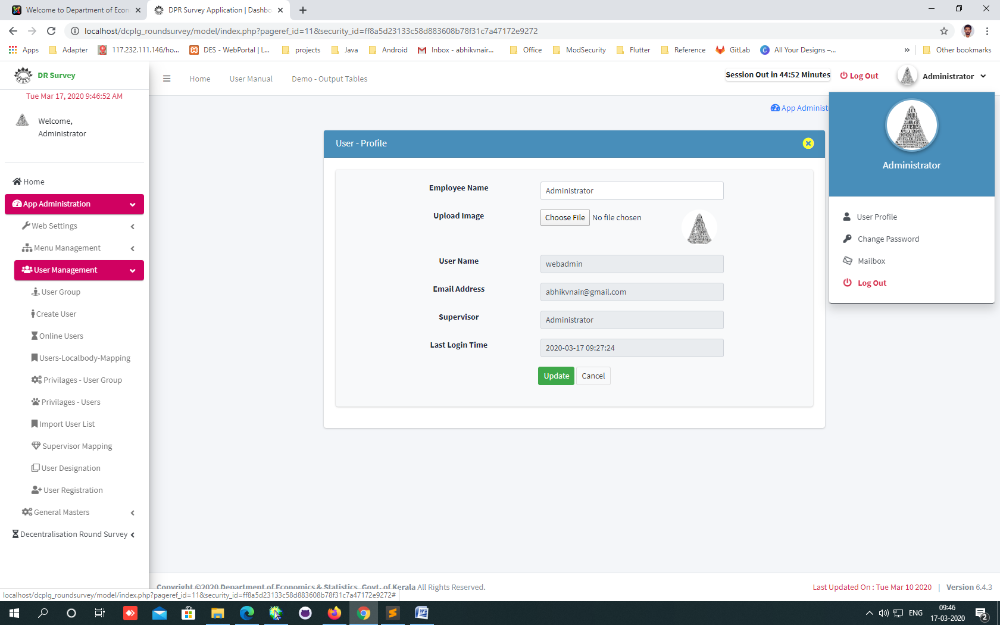 Welcome to Department of Econ
DPR Survey Application | Dashbo
localhost/dcplg_roundsurvey/model/index.php?pageref_id=11&security_id=ff8a5d23133c58d883608b78f31c7a47172e9272
Apps
Adapter
117.232.111.146/ho...
DES - WebPortal | L...
projects
Java
Android
Inbox - abhikvnair...
Office
ModSecurity
Flutter
Reference
GitLab
All Your Designs –...
»
Other bookmarks
DR Survey
Home
User Manual
Demo - Output Tables
Session Out in 44:52 Minutes
Log Out
Administrator
Tue Mar 17, 2020 9:46:52 AM
Welcome,
Administrator
Home
App Administration
Web Settings
Menu Management
User Management
User Group
Create User
Online Users
Users-Localbody-Mapping
Privilages - User Group
Privilages - Users
Import User List
Supervisor Mapping
User Designation
User Registration
General Masters
Decentralisation Round Survey
App Administr
User - Profile
Employee Name
Administrator
Upload Image
Choose File No file chosen
User Name
webadmin
Email Address
abhikvnair@gmail.com
Supervisor
Administrator
Last Login Time
2020-03-17 09:27:24
Update
Cancel
Administrator
User Profile
Change Password
Mailbox
Log Out
Copyright ©2020 Department of Economics & Statistics, Govt. of Kerala All Rights Reserved.
Last Updated On : Tue Mar 10 2020 | Version 6.4.3
localhost/dcplg_roundsurvey/model/index.php?pageref_id=11&security_id=ff8a5d23133c58d883608b78f31c7a47172e9272#
ENG
09:46
17-03-2020
2